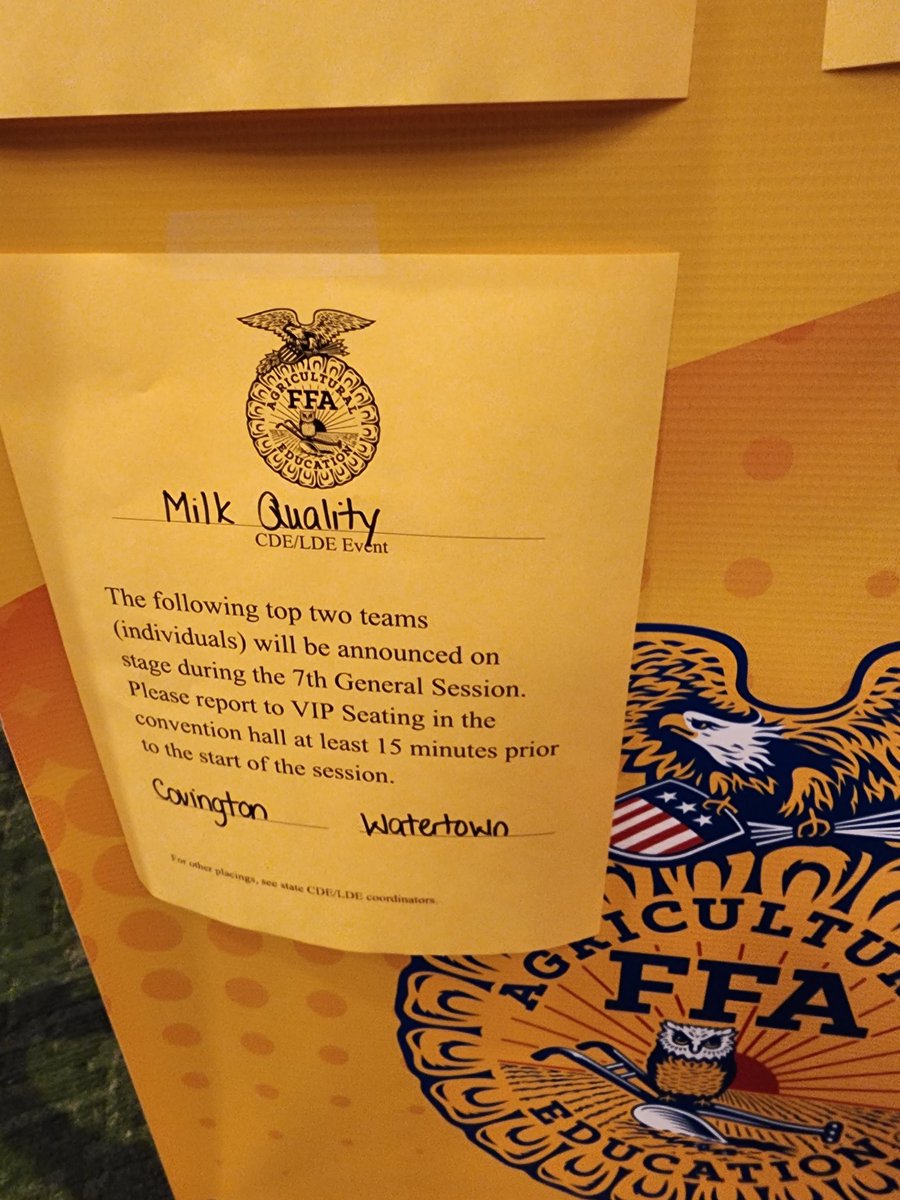 AGRICULTURAL
FFA
EDUCATION
Milk Quality
CDE/LDE Event
The following top two teams
(individuals) will be announced on
stage during the 7th General Session.
Please report to VIP Seating in the
convention hall at least 15 minutes prior
to the start of the session.
Covington Watertown
For other placings, see state CDE/LDE coordinators.
AGRICULTURA
FFA
EDUCATION